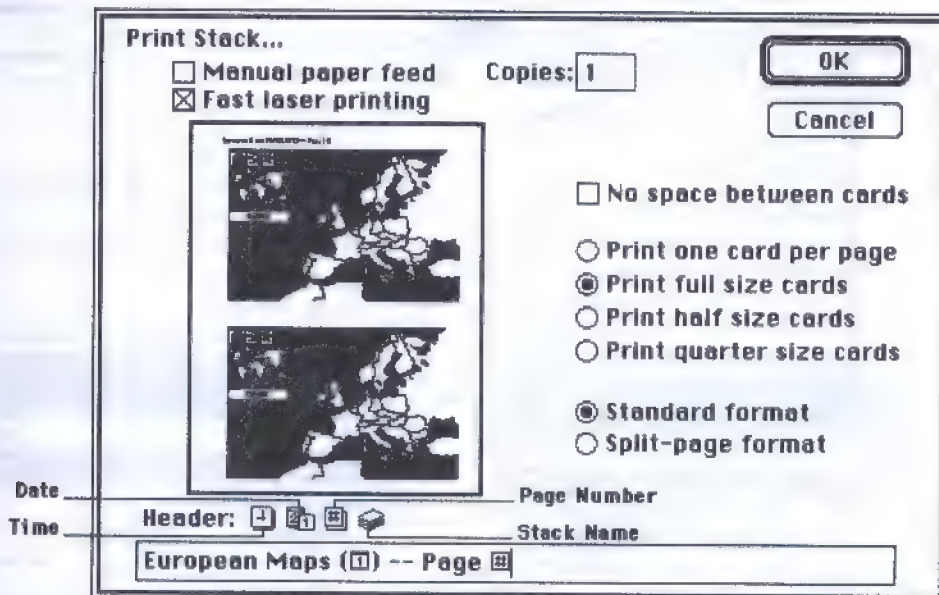 Print Stack...
Manual paper feed
Copies: 1
OK
Fast laser printing
Cancel
No space between cards
Print one card per page
Print full size cards
Print half size cards
Print quarter size cards
Standard format
Split-page format
Date
Page Number
Time
Header:
Stack Name
European Maps (1) -- Page #